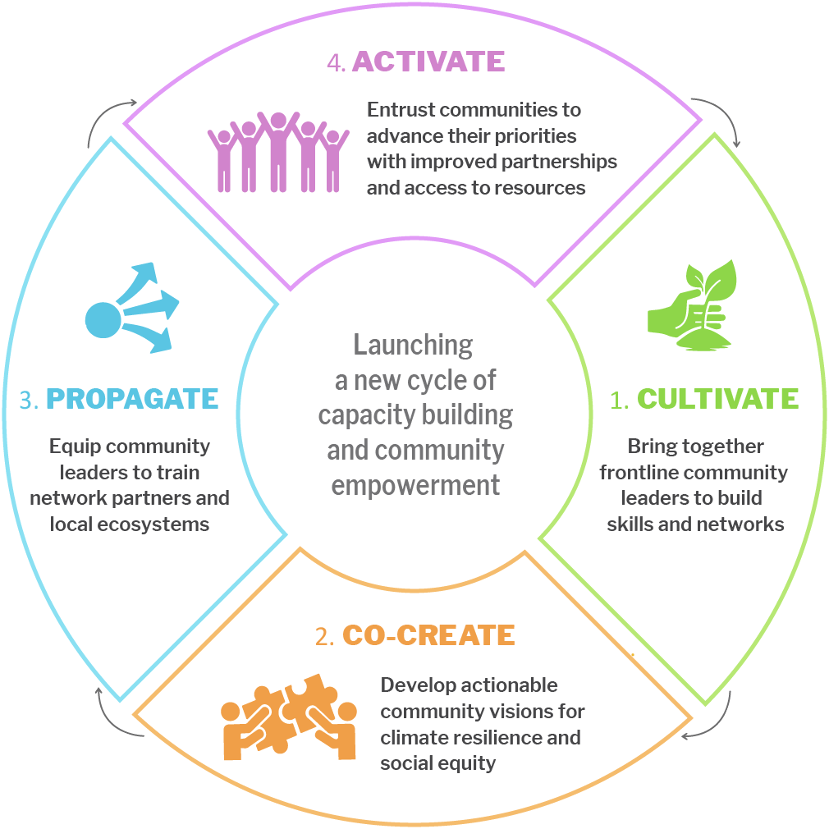 4. ACTIVATE
Entrust communities to
advance their priorities
with improved partnerships
and access to resources
Launching
a new cycle of
capacity building
and community
empowerment
1. CULTIVATE
Bring together
frontline community
leaders to build
skills and networks
2. CO-CREATE
Develop actionable
community visions for
climate resilience and
social equity
3. PROPAGATE
Equip community
leaders to train
network partners and
local ecosystems